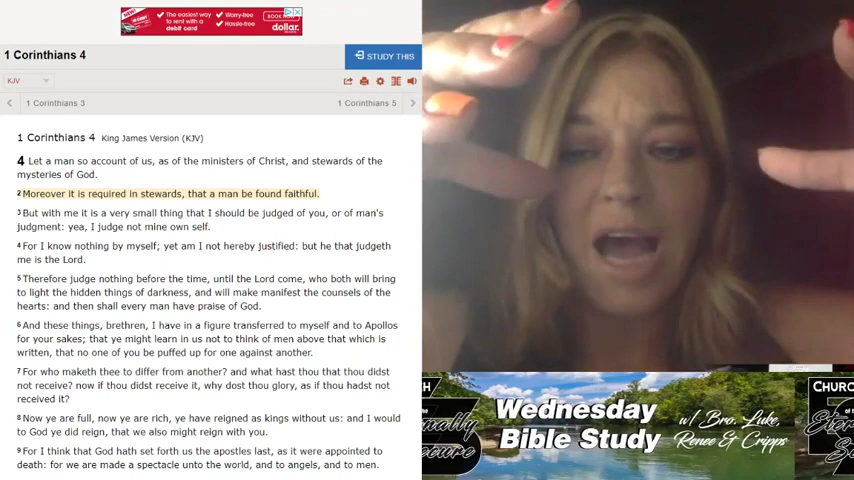 The easiest way
to rent with a
debit card
Worry-free
Hassle-free
BOOK NOW
dollar.
1 Corinthians 4
STUDY THIS
KJV
1 Corinthians 3
1 Corinthians 5
1 Corinthians 4 King James Version (KJV)
4 Let a man so account of us, as of the ministers of Christ, and stewards of the
mysteries of God.
2 Moreover it is required in stewards, that a man be found faithful.
3 But with me it is a very small thing that I should be judged of you, or of man's
judgment: yea, I judge not mine own self.
4 For I know nothing by myself; yet am I not hereby justified: but he that judgeth
me is the Lord.
5 Therefore judge nothing before the time, until the Lord come, who both will bring
to light the hidden things of darkness, and will make manifest the counsels of the
hearts: and then shall every man have praise of God.
6 And these things, brethren, I have in a figure transferred to myself and to Apollos
for your sakes; that ye might learn in us not to think of men above that which is
written, that no one of you be puffed up for one against another.
7 For who maketh thee to differ from another? and what hast thou that thou didst
not receive? now if thou didst receive it, why dost thou glory, as if thou hadst not
received it?
8 Now ye are full, now ye are rich, ye have reigned as kings without us: and I would
to God ye did reign, that we also might reign with you.
9 For I think that God hath set forth us the apostles last, as it were appointed to
death: for we are made a spectacle unto the world, and to angels, and to men.
Wednesday
Bible Study
w/ Bro. Luke,
Renee & Cripps
CHURC
of t